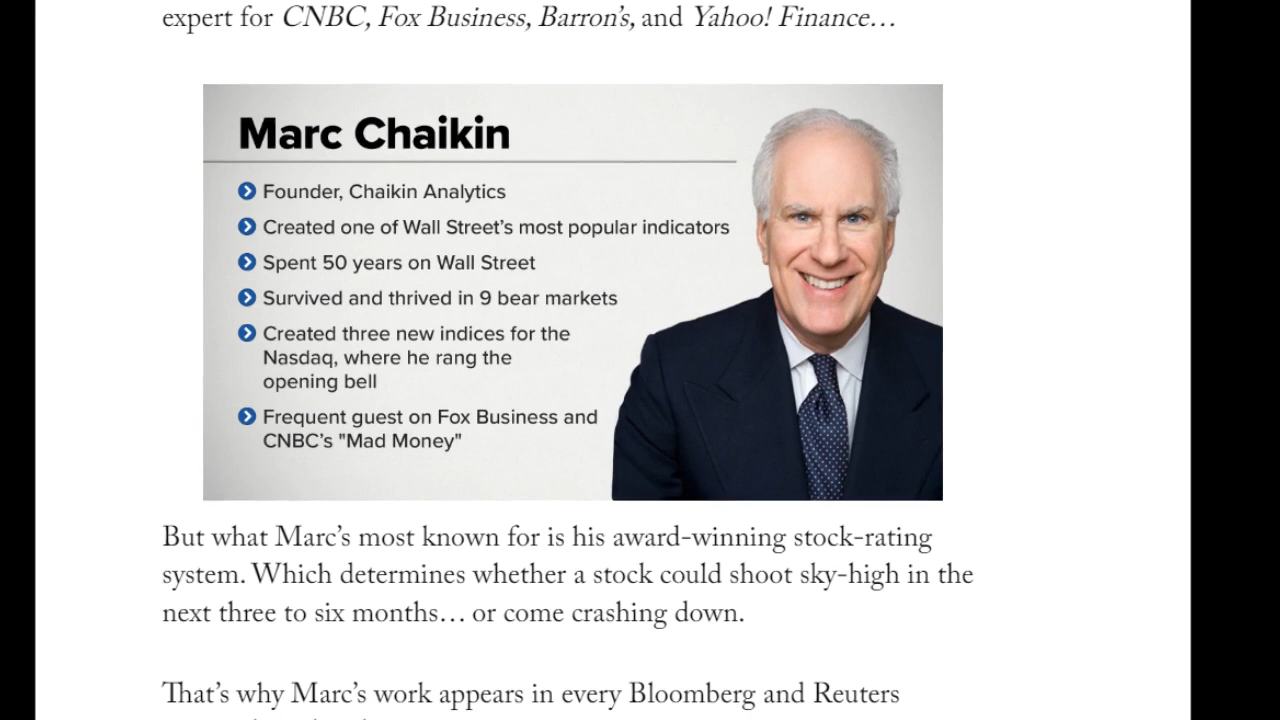 expert for CNBC, Fox Business, Barron’s, and Yahoo! Finance…
Marc Chaikin
Founder, Chaikin Analytics
Created one of Wall Street’s most popular indicators
Spent 50 years on Wall Street
Survived and thrived in 9 bear markets
Created three new indices for the
Nasdaq, where he rang the
opening bell
Frequent guest on Fox Business and
CNBC’s "Mad Money"
But what Marc’s most known for is his award-winning stock-rating
system. Which determines whether a stock could shoot sky-high in the
next three to six months… or come crashing down.
That’s why Marc’s work appears in every Bloomberg and Reuters